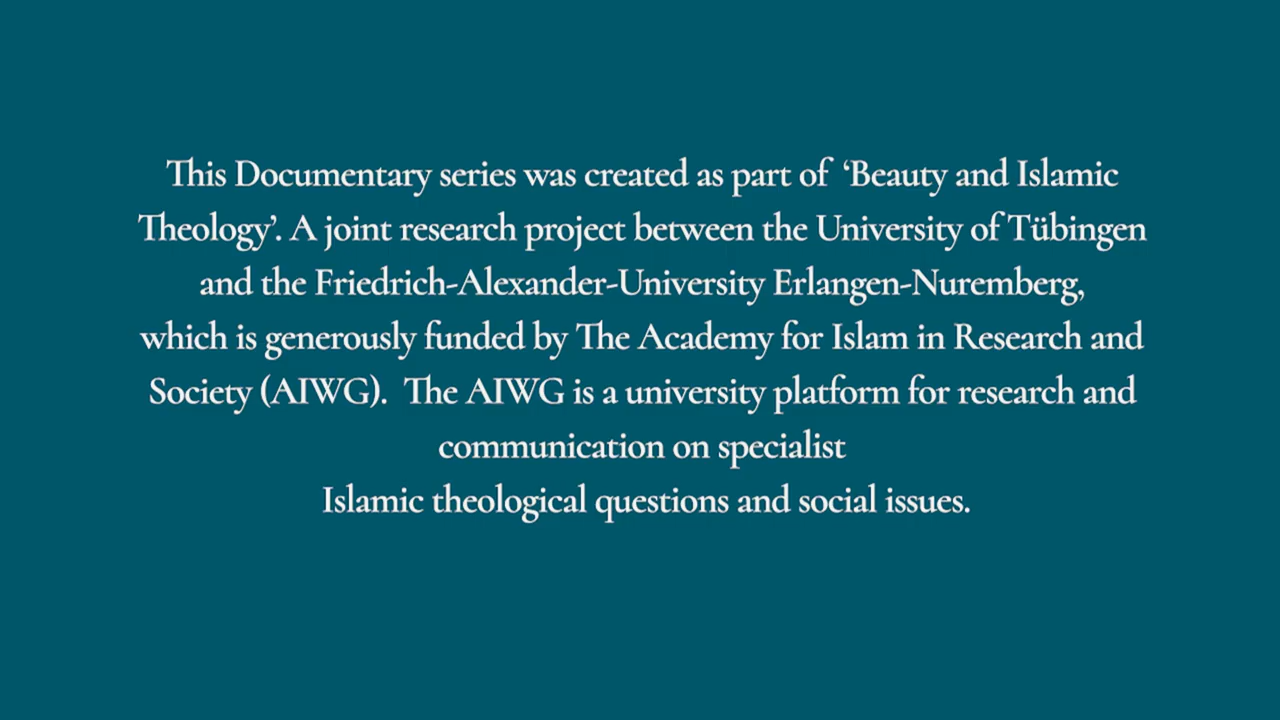 This Documentary series was created as part of ‘Beauty and Islamic
Theology’. A joint research project between the University of Tübingen
and the Friedrich-Alexander-University Erlangen-Nuremberg,
which is generously funded by The Academy for Islam in Research and
Society (AIWG).  The AIWG is a university platform for research and
communication on specialist
Islamic theological questions and social issues.